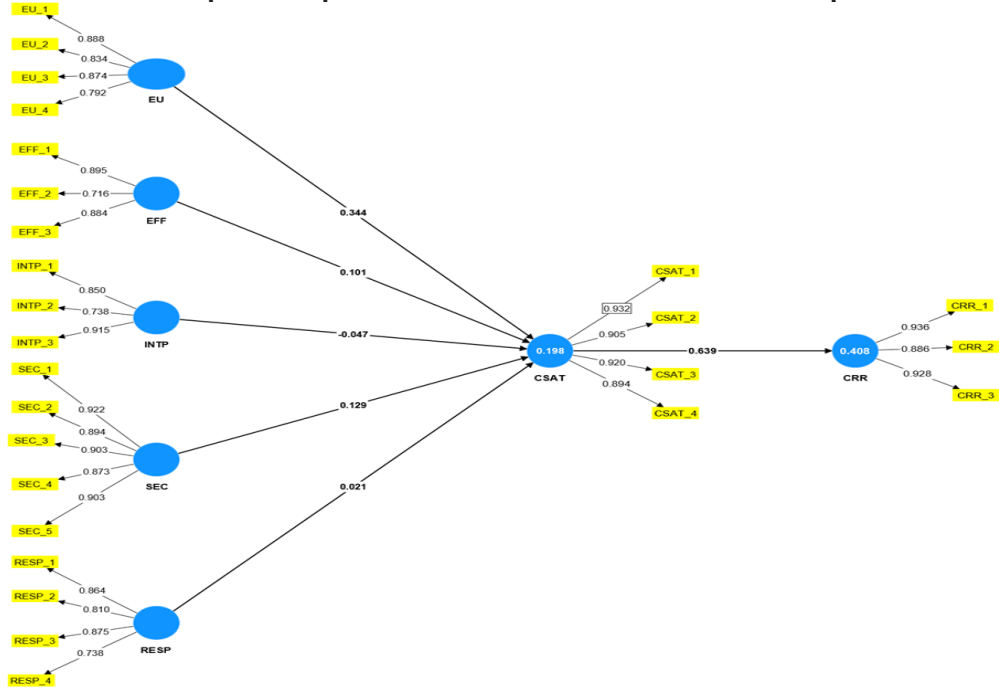 EU_1
0.888
EU_2
0.834
EU_3
0.874
0.792
EU_4
EU
EFF_1
0.895
EFF_2
0.716
0.884
EFF_3
EFF
0.344
0.101
INTP_1
0.850
INTP_2
0.738
0.915
INTP_3
INTP
-0.047
SEC_1
0.922
SEC_2
0.894
SEC_3
0.903
0.873
SEC_4
0.903
SEC_5
SEC
0.129
0.021
RESP_1
0.864
RESP_2
0.810
0.875
RESP_3
0.738
RESP_4
RESP
CSAT_1
0.932
CSAT_2
0.905
0.198
CSAT
0.920
CSAT_3
0.894
CSAT_4
0.639
0.408
CRR
CRR_1
0.936
0.886
CRR_2
0.928
CRR_3